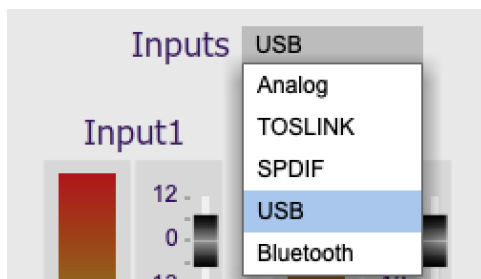 Inputs USB
Analog
TOSLINK
Input1
SPDIF
12
USB
0
Bluetooth